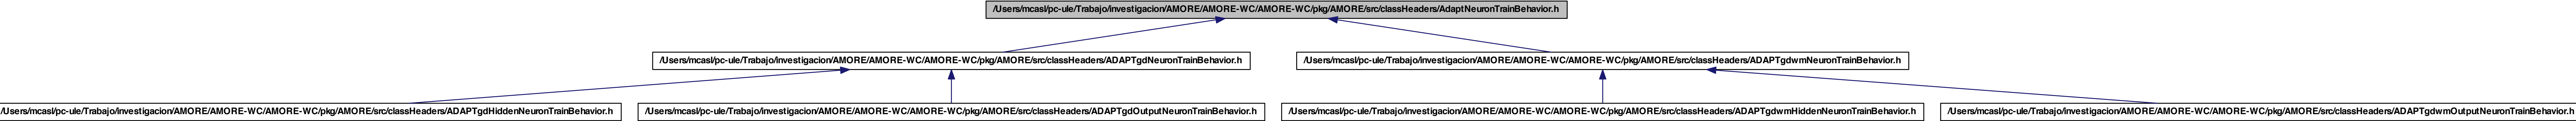 /Users/mcasl/pc-ule/Trabajo/investigacion/AMORE/AMORE-WC/AMORE-WC/pkg/AMORE/src/classHeaders/AdaptNeuronTrainBehavior.h
/Users/mcasl/pc-ule/Trabajo/investigacion/AMORE/AMORE-WC/AMORE-WC/pkg/AMORE/src/classHeaders/ADAPTgdNeuronTrainBehavior.h
/Users/mcasl/pc-ule/Trabajo/investigacion/AMORE/AMORE-WC/AMORE-WC/pkg/AMORE/src/classHeaders/ADAPTgdwmNeuronTrainBehavior.h
/Users/mcasl/pc-ule/Trabajo/investigacion/AMORE/AMORE-WC/AMORE-WC/pkg/AMORE/src/classHeaders/ADAPTgdHiddenNeuronTrainBehavior.h
/Users/mcasl/pc-ule/Trabajo/investigacion/AMORE/AMORE-WC/AMORE-WC/pkg/AMORE/src/classHeaders/ADAPTgdOutputNeuronTrainBehavior.h
/Users/mcasl/pc-ule/Trabajo/investigacion/AMORE/AMORE-WC/AMORE-WC/pkg/AMORE/src/classHeaders/ADAPTgdwmHiddenNeuronTrainBehavior.h
/Users/mcasl/pc-ule/Trabajo/investigacion/AMORE/AMORE-WC/AMORE-WC/pkg/AMORE/src/classHeaders/ADAPTgdwmOutputNeuronTrainBehavior.h